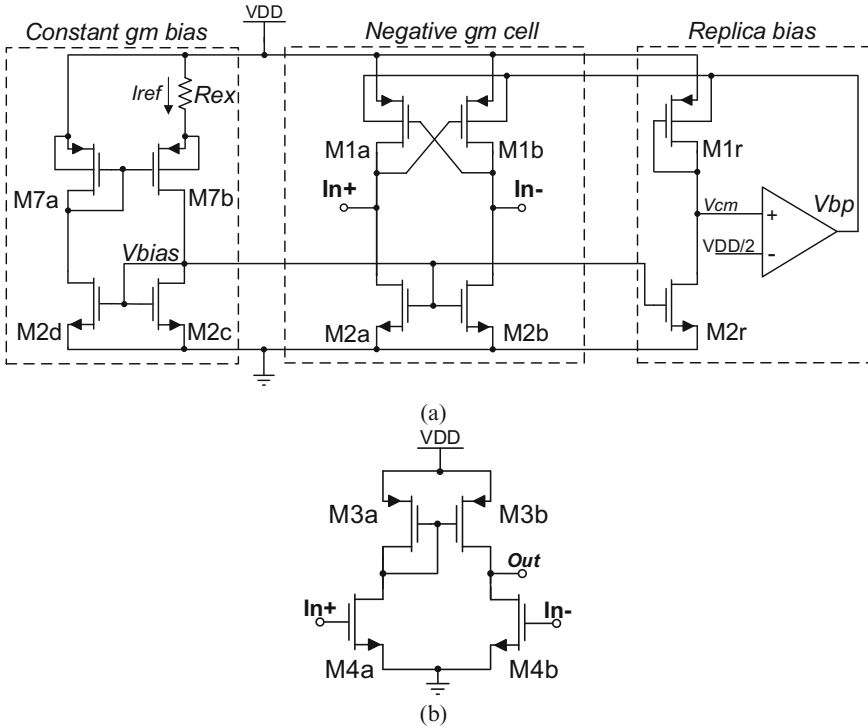 VDD
Constant gm bias
Negative gm cell
Replica bias
Iref
Rex
M7a
M7b
M1a
M1b
M1r
In+
In-
Vcm
Vbp
VDD/2
+
-
Vbias
M2d
M2c
M2a
M2b
M2r
(a)
VDD
M3a
M3b
Out
In+
In-
M4a
M4b
(b)